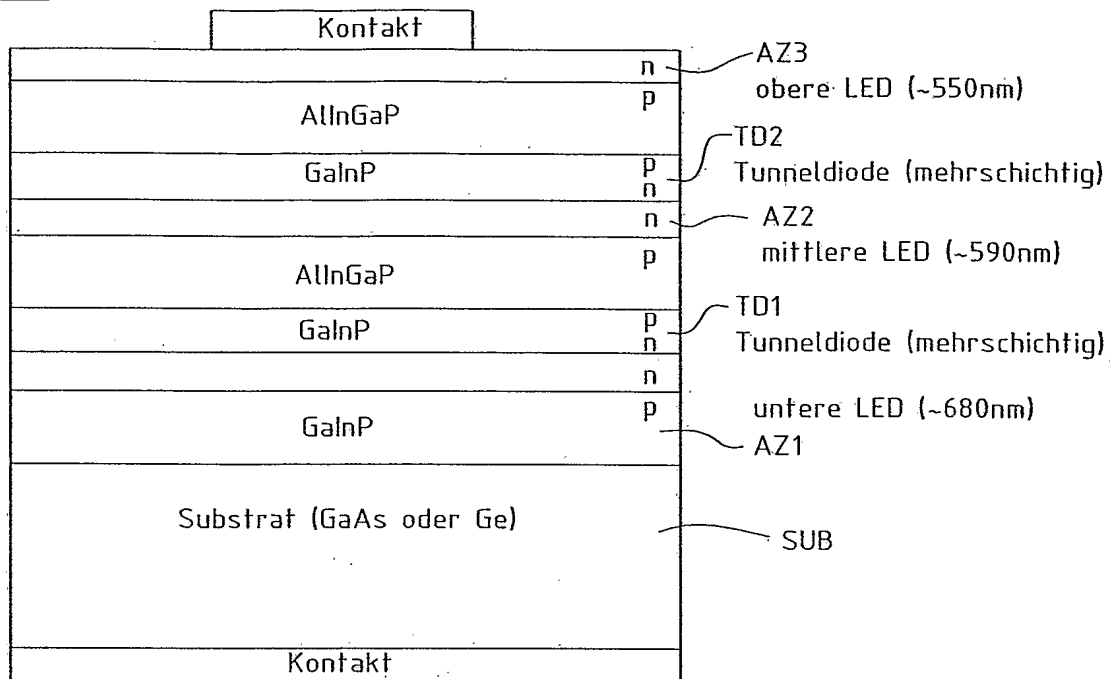 Kontakt
n
AZ3
obere LED (~550nm)
p
AlInGaP
TD2
Tunneldiode (mehrschichtig)
GaInP
p
n
n
AZ2
mittlere LED (~590nm)
p
AlInGaP
TD1
Tunneldiode (mehrschichtig)
GaInP
p
n
n
p
untere LED (~680nm)
GaInP
AZ1
Substrat (GaAs oder Ge)
SUB
Kontakt